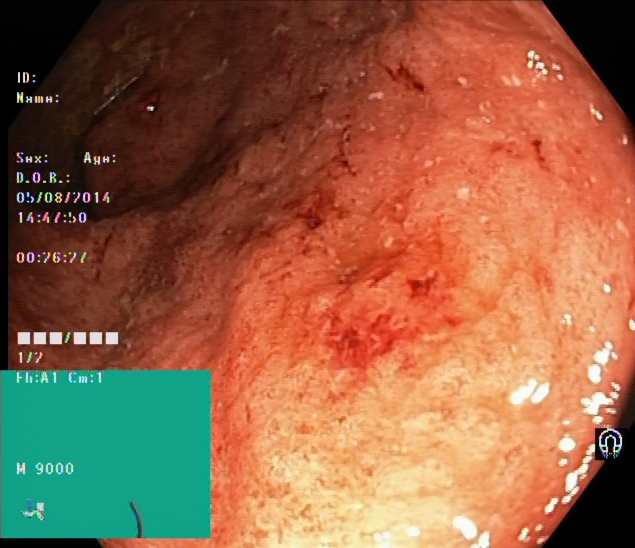 ID:
Name:
Sex: Age:
D.O.B.:
05/08/2014
14:47:50
00:26:27
■■■/■■■
1/2
Eh:A1 Cm:1
M 9000